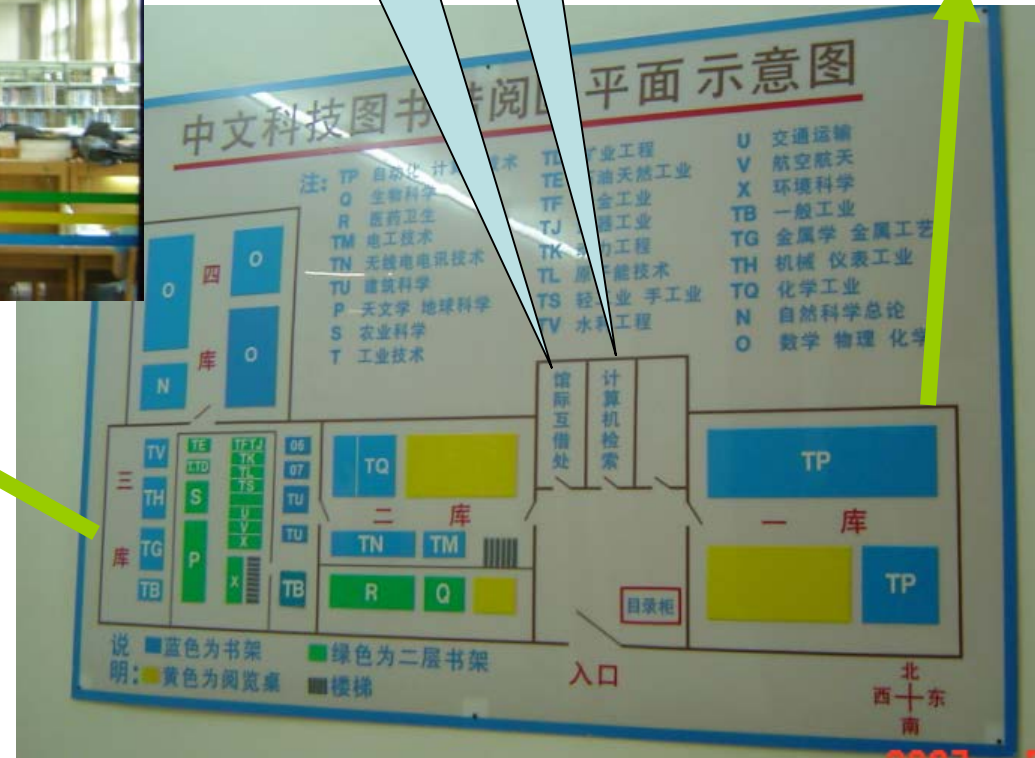 中文科技图书借阅 平面示意图
注：
TP 自动化 计算 技术
Q 生物科学
R 医药卫生
TM 电工技术
TN 无线电电讯技术
TU 建筑科学
P 天文学 地球科学
S 农业科学
T 工业技术
TD 矿业工程
TE 石油天然工业
TF 金工业
TJ 器工业
TK 力工程
TL 原子能技术
TS 轻工业 手工业
TV 水利工程
U 交通运输
V 航空航天
X 环境科学
TB 一般工业
TG 金属学 金属工艺
TH 机械 仪表工业
TQ 化学工业
N 自然科学总论
O 数学 物理 化学
四库
O
O
O
N
三库
TV
TH
TG
TB
TE
S
P
TFTJ
TK
TL
TS
U
V
X
X
06
07
TU
TU
TB
二库
TQ
TN
TM
R
Q
馆际互借处
计算机检索
一库
TP
TP
目录柜
入口
说明：
蓝色为书架
绿色为二层书架
黄色为阅览桌
楼梯
北
西 东
南